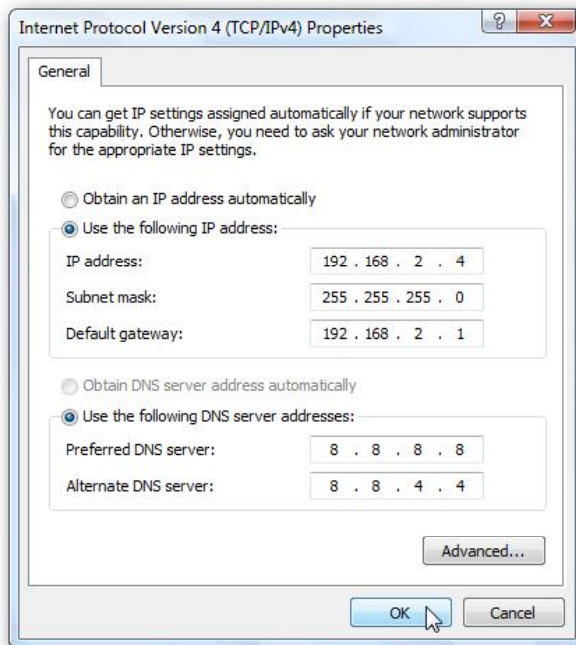 Internet Protocol Version 4 (TCP/IPv4) Properties
General
You can get IP settings assigned automatically if your network supports
this capability. Otherwise, you need to ask your network administrator
for the appropriate IP settings.
Obtain an IP address automatically
Use the following IP address:
IP address: 192 . 168 . 2 . 4
Subnet mask: 255 . 255 . 255 . 0
Default gateway: 192 . 168 . 2 . 1
Obtain DNS server address automatically
Use the following DNS server addresses:
Preferred DNS server: 8 . 8 . 8 . 8
Alternate DNS server: 8 . 8 . 4 . 4
Advanced...
OK Cancel